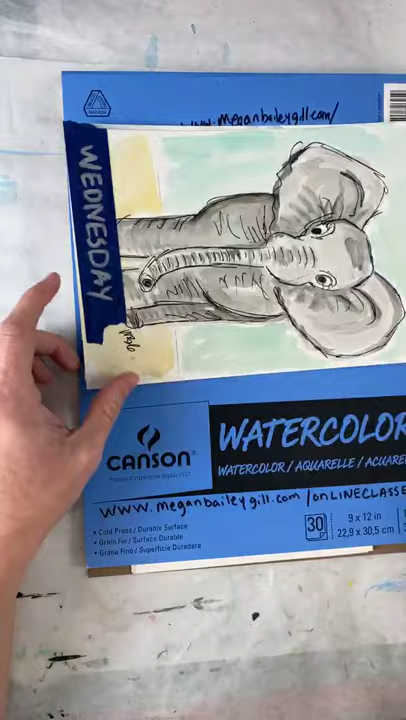 www.meganbaileygill.com/
WEDNESDAY
CANSON
WATERCOLOR
WATERCOLOR / AQUARELLE / ACUARE
www.meganbaileygill.com/ONLINECLASSE
• Cold Press / Durable Surface
• Grain Fin / Surface Durable
• Grano Fino / Superficie Duradera
30
9 x 12 in
22,9 x 30,5 cm